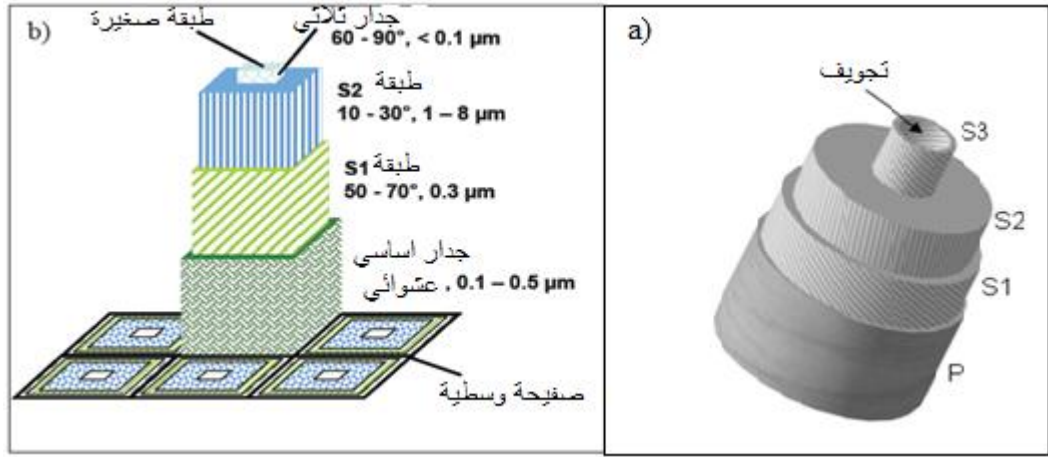 b)
طبقة صغيرة
جدار ثلاثي
60 - 90°, < 0.1 µm
طبقة S2
10 - 30°, 1 – 8 µm
طبقة S1
50 - 70°, 0.3 µm
جدار اساسي
عشوائي , 0.1 – 0.5 µm
صفيحة وسطية
a)
تجويف
S3
S2
S1
P